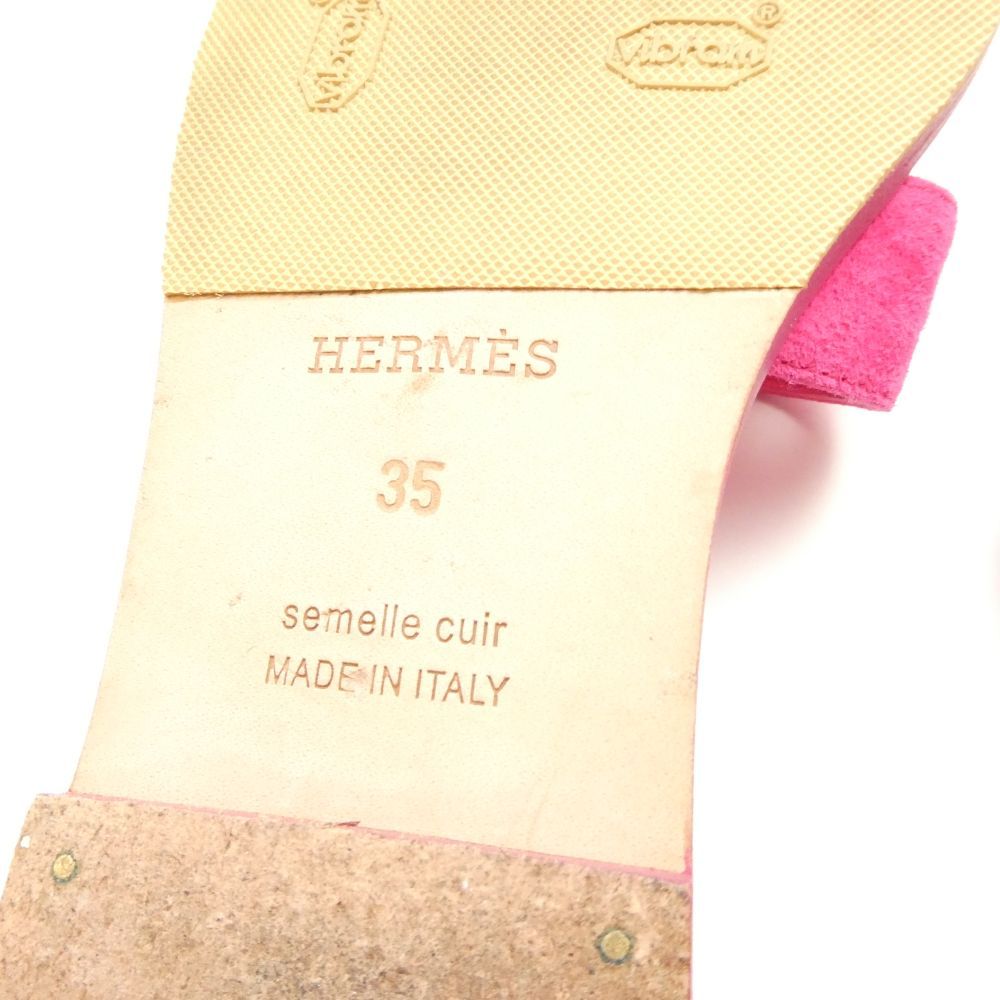 Vibram
Vibram®
HERMÈS
35
semelle cuir
MADE IN ITALY